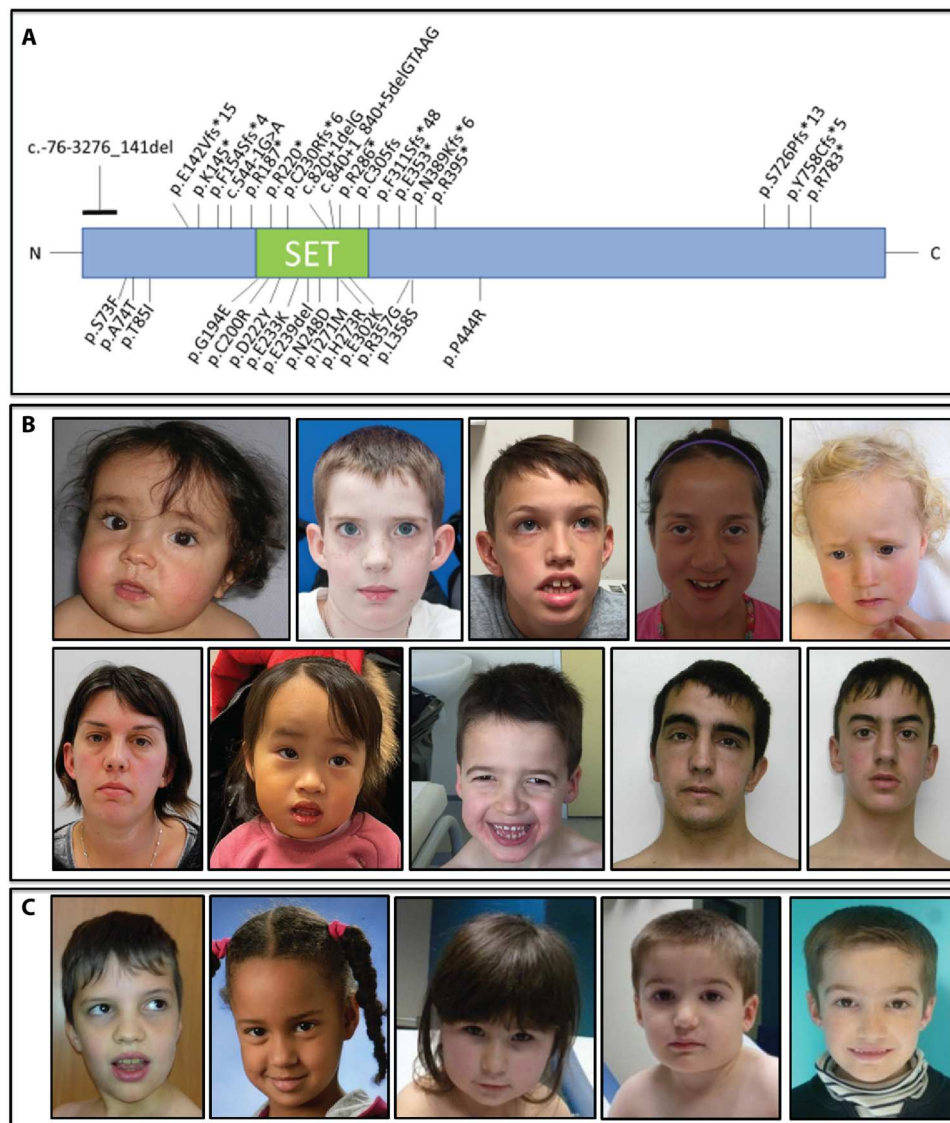 A
c.-76-3276_141del
p.E142Vfs*15
p.K145*
p.F154Sfs*4
c.544-1G>A
p.R187*
p.R220*
p.C230Rfs*6
c.820+1delG
c.840+1_840+5delGTAAG
p.R286*
p.C305fs
p.F311Sfs*48
p.E353*
p.N389Kfs*6
p.R395*
p.S726Pfs*13
p.Y758Cfs*5
p.R783*
N
SET
C
p.S73F
p.A74T
p.T85I
p.G194E
p.C200R
p.D222Y
p.E233K
p.E239del
p.N248D
p.I271M
p.H273R
p.E302K
p.R357G
p.L358S
p.P444R
B
C